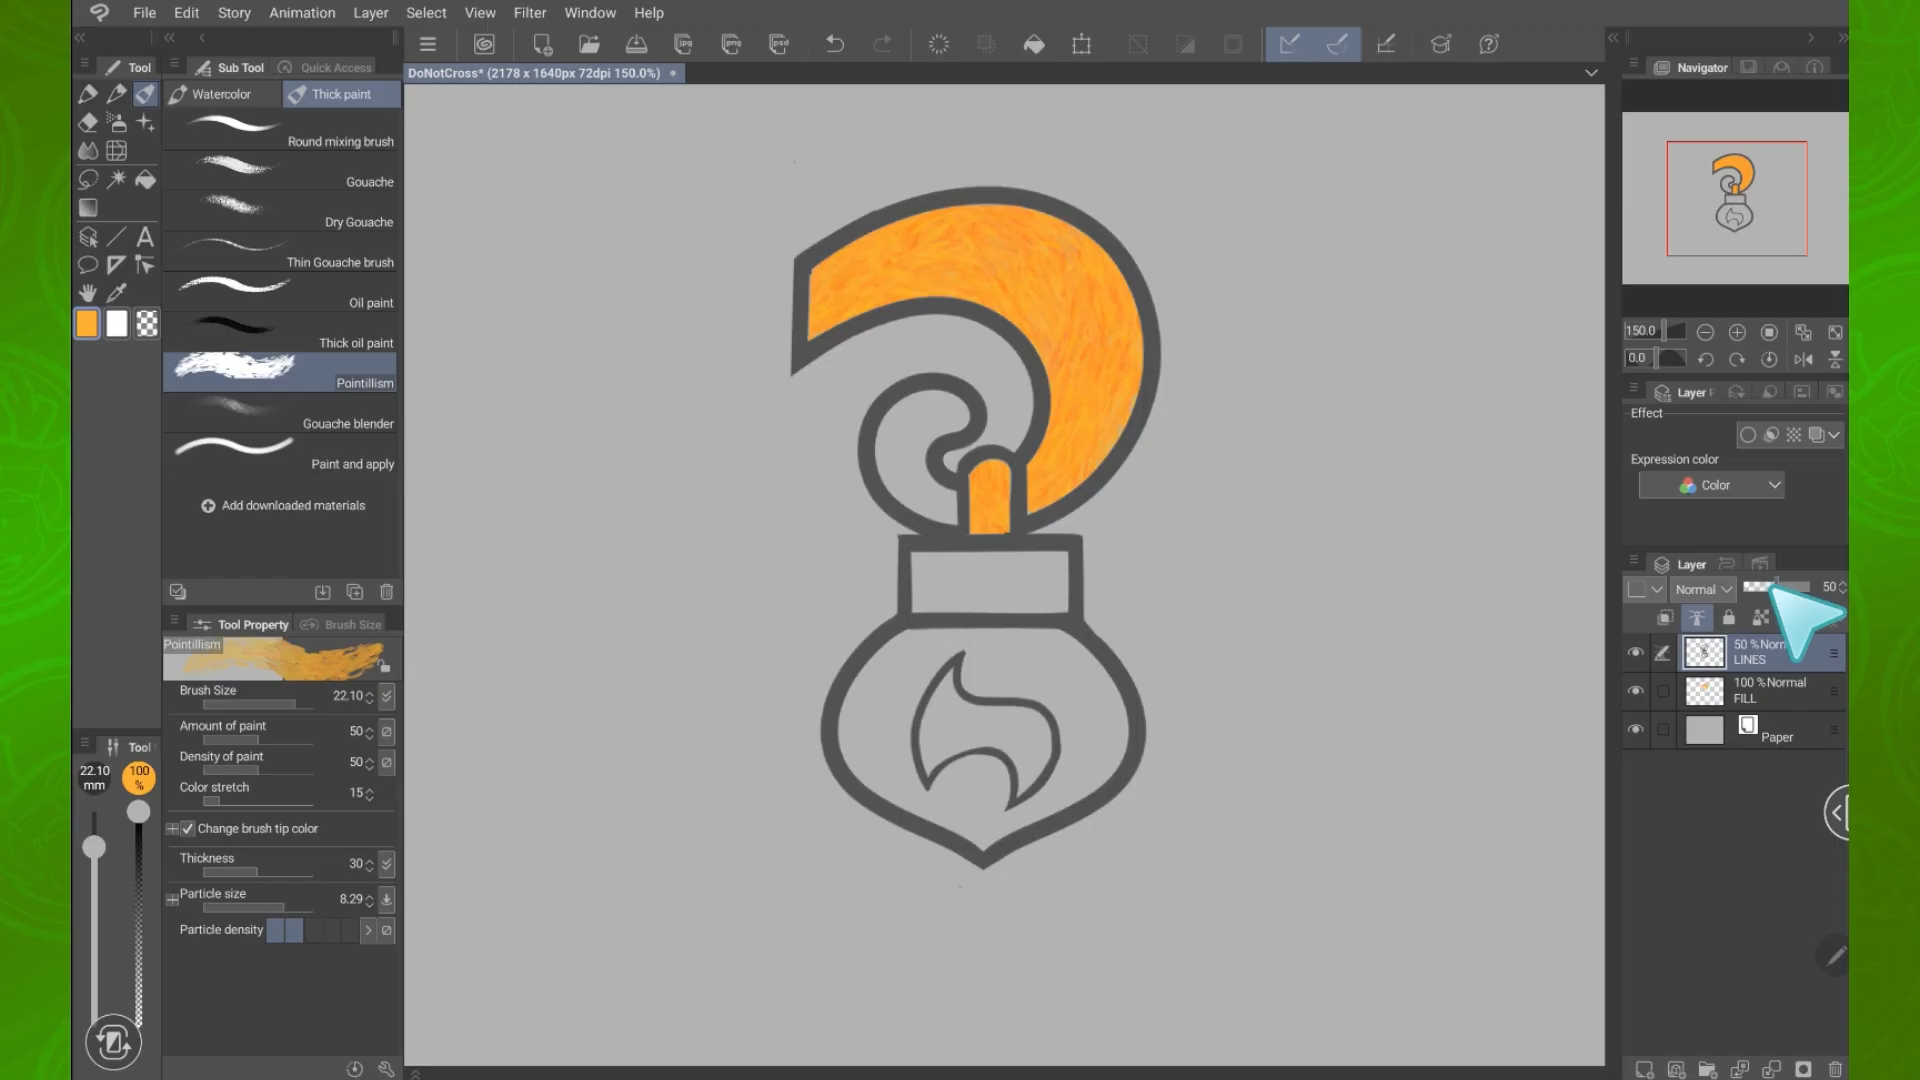 File Edit Story Animation Layer Select View Filter Window Help
Tool
Sub Tool
Quick Access
DoNotCross* (2178 x 1640px 72dpi 150.0%)
Navigator
Watercolor
Thick paint
Round mixing brush
Gouache
Dry Gouache
Thin Gouache brush
Oil paint
Thick oil paint
Pointillism
Gouache blender
Paint and apply
Add downloaded materials
Tool Property
Brush Size
Pointillism
Brush Size 22.10
Amount of paint 50
Density of paint 50
Color stretch 15
Change brush tip color
Thickness 30
Particle size 8.29
Particle density
Tool
22.10
mm
100
%
150.0
0.0
Layer
Effect
Expression color
Color
Layer
Normal
50
50 %Norm
LINES
100 %Normal
FILL
Paper
jpg
png
psd